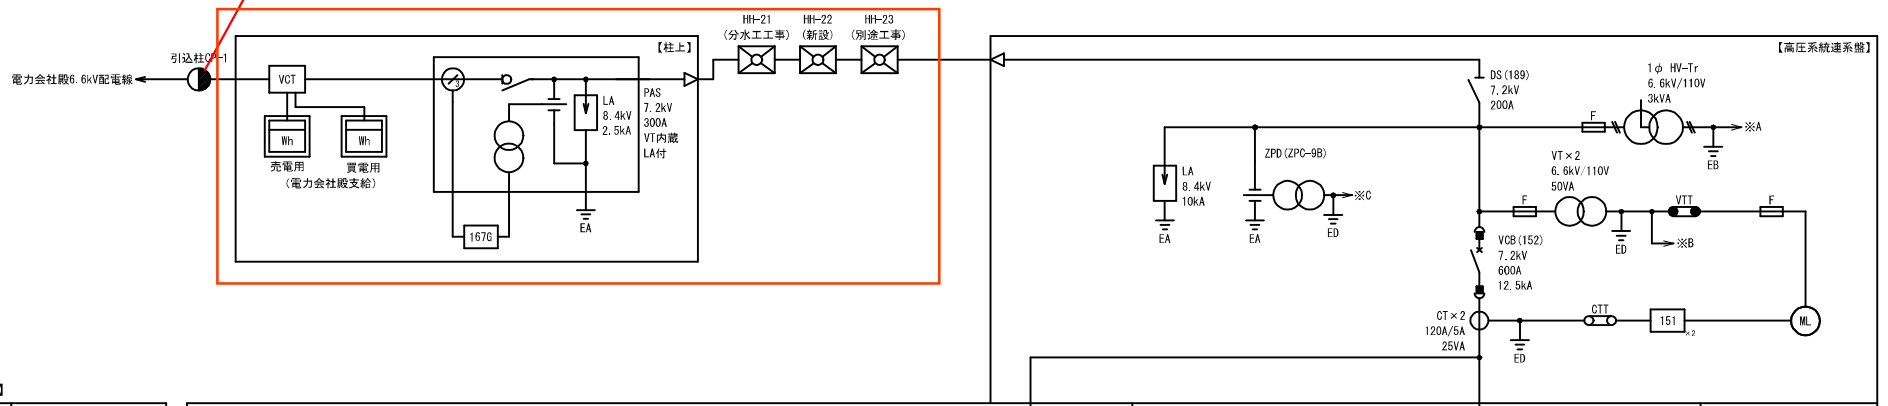 HH-21
(分水工工事)
HH-22
(新設)
HH-23
(別途工事)
【柱上】
【高圧系統連系盤】
引込柱CP-1
電力会社殿6.6kV配電線
VCT
3
Wh
Wh
売電用
買電用
(電力会社殿支給)
LA
8.4kV
2.5kA
PAS
7.2kV
300A
VT内蔵
LA付
EA
167G
DS(189)
7.2kV
200A
1φ HV-Tr
6.6kV/110V
3kVA
F
※A
EB
LA
8.4kV
10kA
EA
ZPD(ZPC-9B)
※C
EA
ED
VT×2
6.6kV/110V
50VA
F
VTT
F
ED
※B
VCB(152)
7.2kV
600A
12.5kA
CT×2
120A/5A
25VA
ED
CTT
151
×2
ML